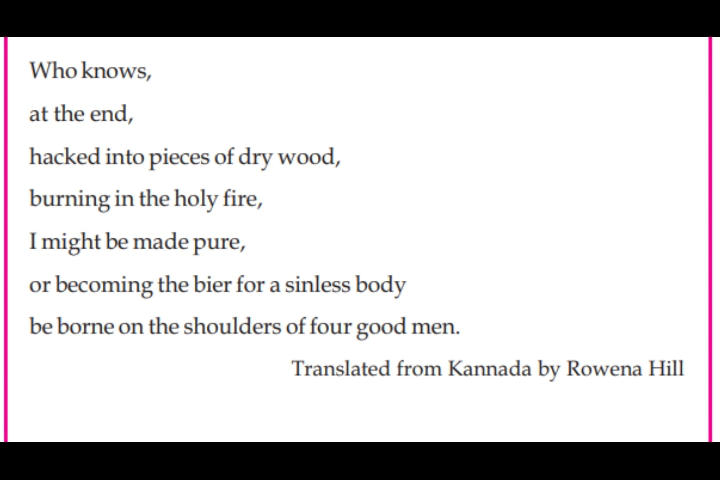 Who knows,
at the end,
hacked into pieces of dry wood,
burning in the holy fire,
I might be made pure,
or becoming the bier for a sinless body
be borne on the shoulders of four good men.
Translated from Kannada by Rowena Hill